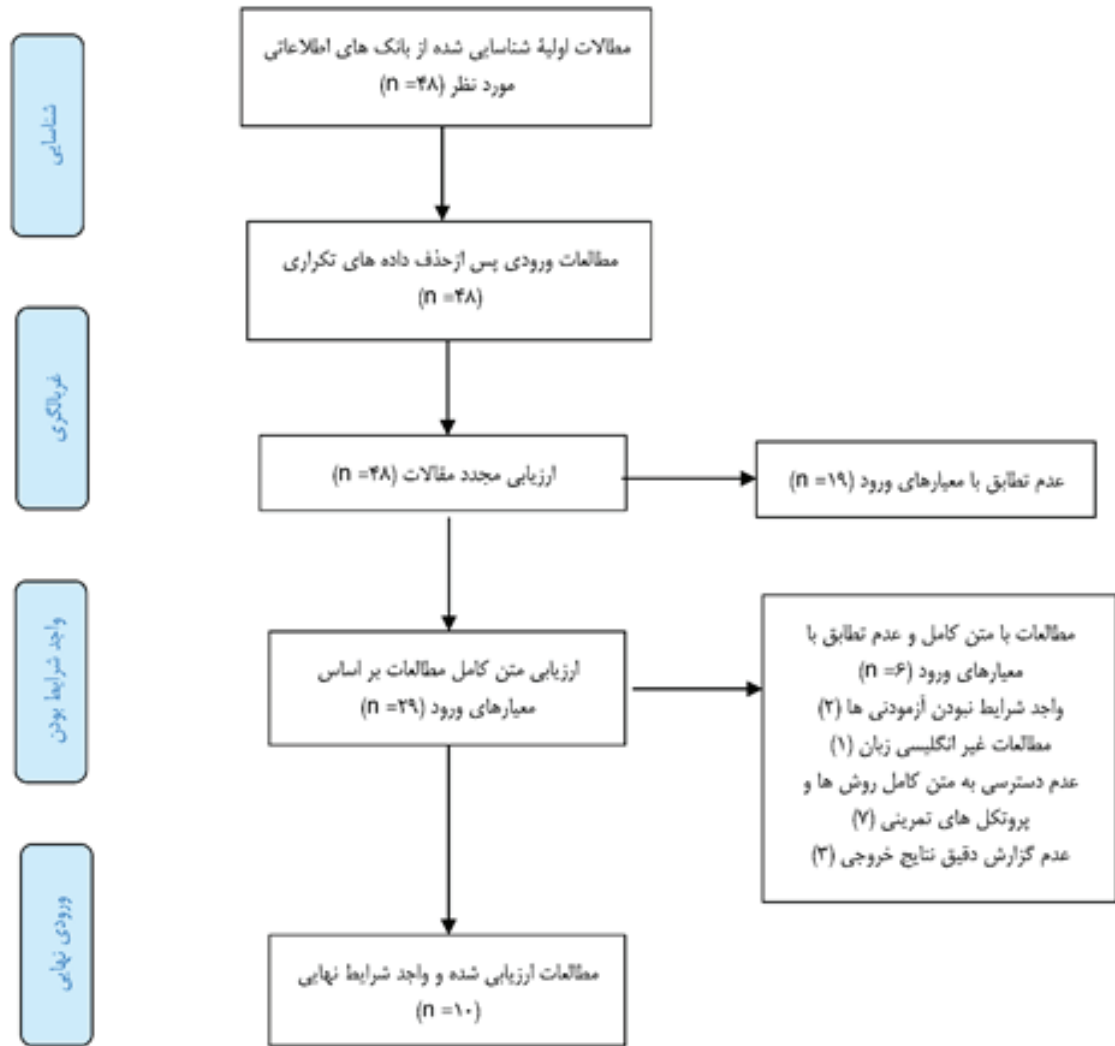 شناسایی
مطالات اولیهٔ شناسایی شده از بانک های اطلاعاتی
مورد نظر (n =۴۸)
مطالعات ورودی پس ازحذف داده های تکراری
(n =۴۸)
غربالگری
ارزیابی مجدد مقالات (n =۴۸)
عدم تطابق با معیارهای ورود (n =۱۹)
واجد شرایط بودن
ارزیابی متن کامل مطالعات بر اساس
معیارهای ورود (n =۲۹)
مطالعات با متن کامل و عدم تطابق با
معیارهای ورود (n =۶)
واجد شرایط نبودن آزمودنی ها (۲)
مطالعات غیر انگلیسی زبان (۱)
عدم دسترسی به متن کامل روش ها و
پروتکل های تمرینی (۷)
عدم گزارش دقیق نتایج خروجی (۳)
ورودی نهایی
مطالعات ارزیابی شده و واجد شرایط نهایی
(n =۱۰)